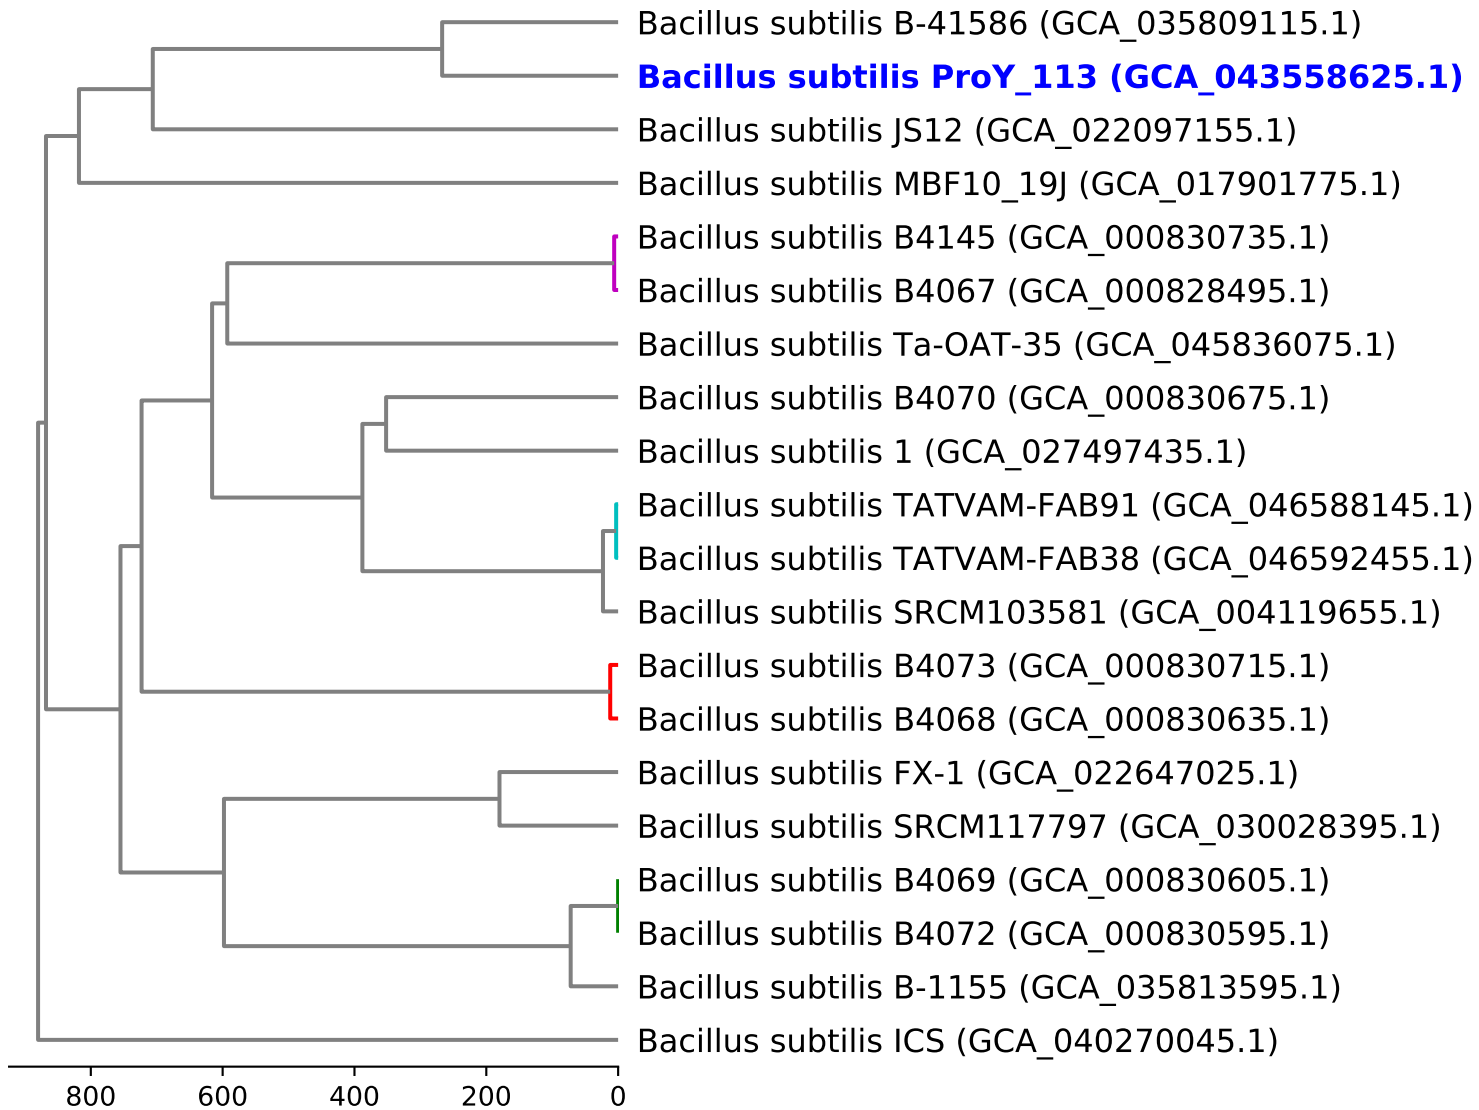 Bacillus subtilis B-41586 (GCA_035809115.1)
Bacillus subtilis ProY_113 (GCA_043558625.1)
Bacillus subtilis JS12 (GCA_022097155.1)
Bacillus subtilis MBF10_19J (GCA_017901775.1)
Bacillus subtilis B4145 (GCA_000830735.1)
Bacillus subtilis B4067 (GCA_000828495.1)
Bacillus subtilis Ta-OAT-35 (GCA_045836075.1)
Bacillus subtilis B4070 (GCA_000830675.1)
Bacillus subtilis 1 (GCA_027497435.1)
Bacillus subtilis TATVAM-FAB91 (GCA_046588145.1)
Bacillus subtilis TATVAM-FAB38 (GCA_046592455.1)
Bacillus subtilis SRCM103581 (GCA_004119655.1)
Bacillus subtilis B4073 (GCA_000830715.1)
Bacillus subtilis B4068 (GCA_000830635.1)
Bacillus subtilis FX-1 (GCA_022647025.1)
Bacillus subtilis SRCM117797 (GCA_030028395.1)
Bacillus subtilis B4069 (GCA_000830605.1)
Bacillus subtilis B4072 (GCA_000830595.1)
Bacillus subtilis B-1155 (GCA_035813595.1)
Bacillus subtilis ICS (GCA_040270045.1)
800 600 400 200 0